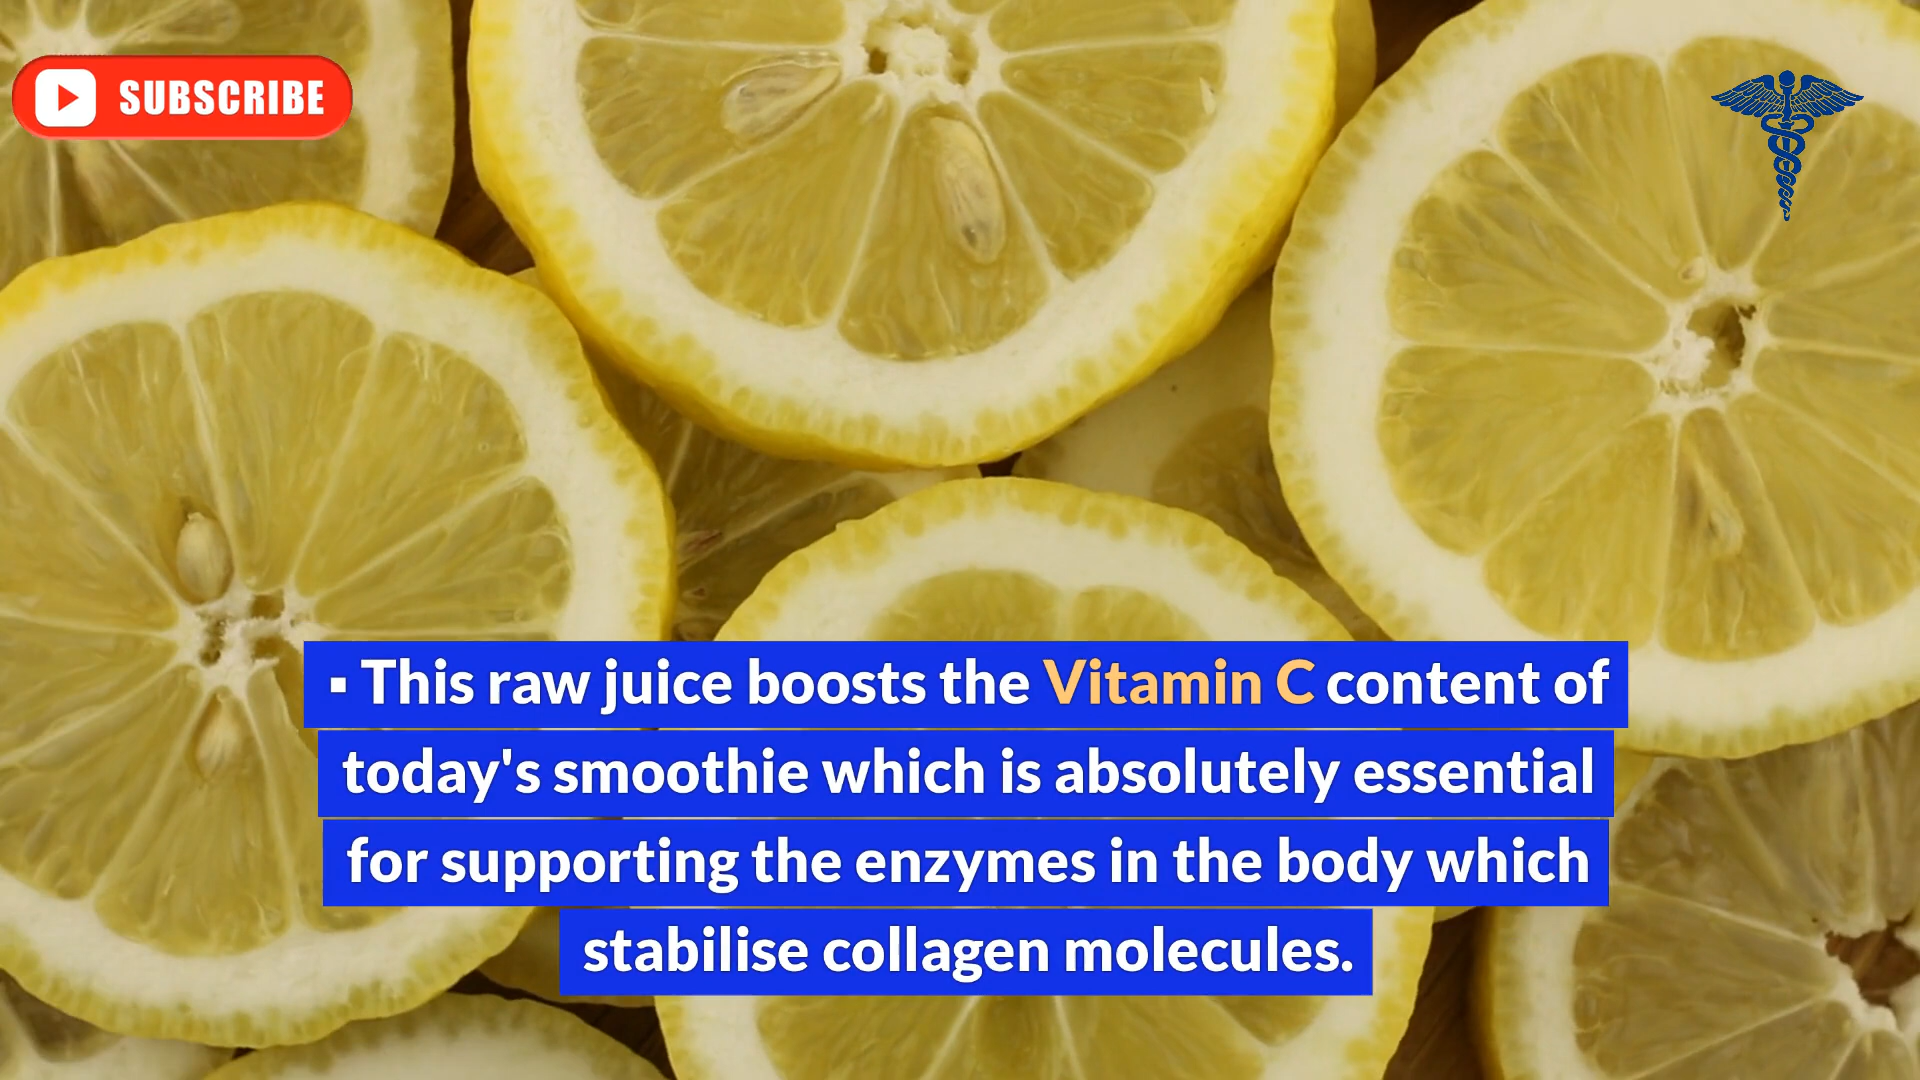 SUBSCRIBE
▪ This raw juice boosts the Vitamin C content of
today's smoothie which is absolutely essential
for supporting the enzymes in the body which
stabilise collagen molecules.